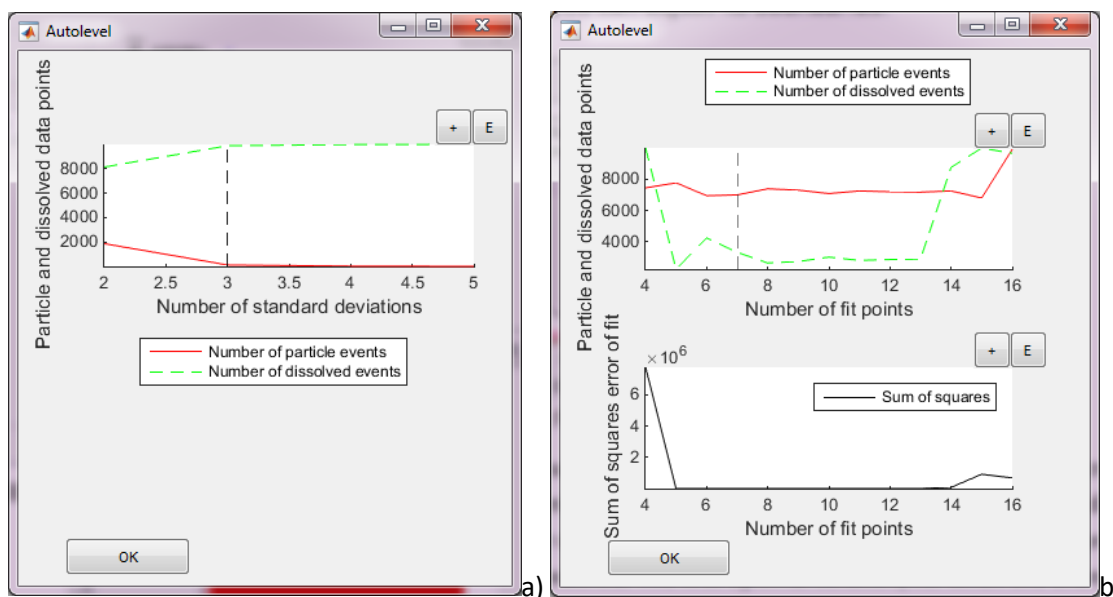 Autolevel
Particle and dissolved data points
+ E
8000
6000
4000
2000
2 2.5 3 3.5 4 4.5 5
Number of standard deviations
Number of particle events
Number of dissolved events
OK
a)
Autolevel
Number of particle events
Number of dissolved events
Particle and dissolved data points
+ E
8000
6000
4000
4 6 8 10 12 14 16
Number of fit points
Sum of squares error of fit
+ E
× 10⁶
6
4
2
Sum of squares
4 6 8 10 12 14 16
Number of fit points
OK
b